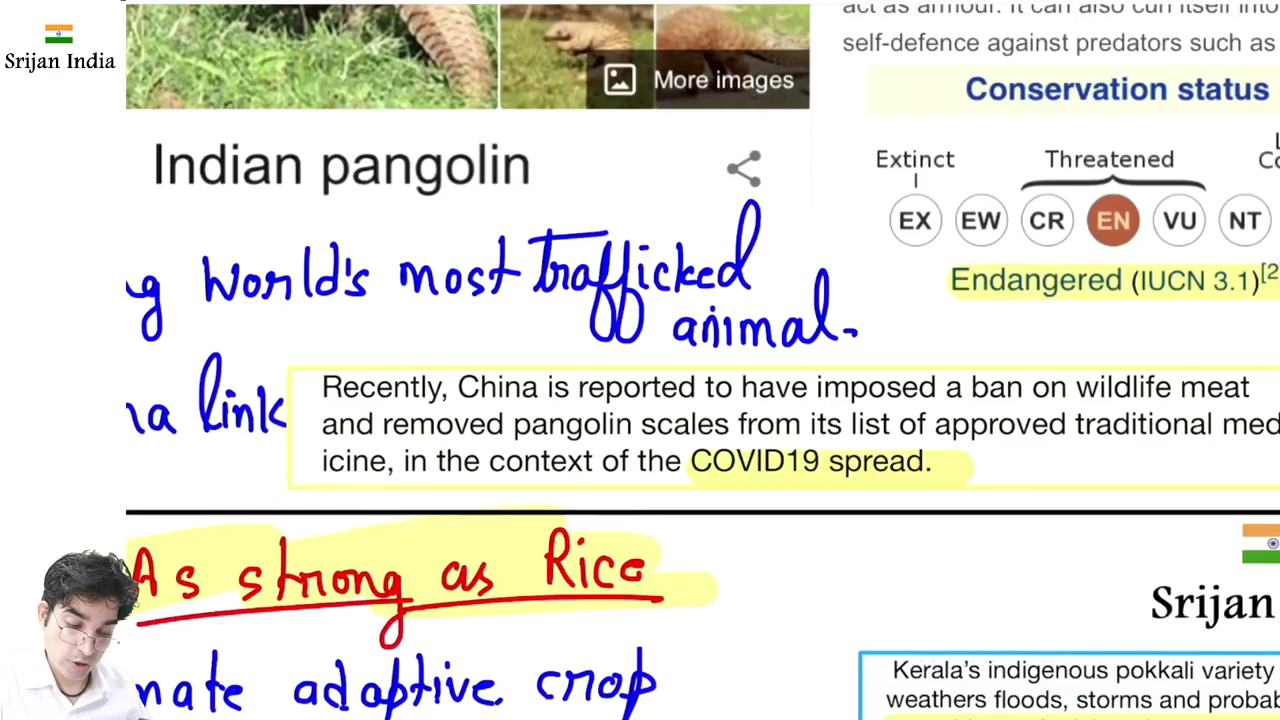 Srijan India
act as armour. It can also curl itself into
self-defence against predators such as
More images
Conservation status
Indian pangolin
Extinct
Threatened
EX EW CR EN VU NT
Endangered (IUCN 3.1)[2
world's most trafficked
animal.
link
Recently, China is reported to have imposed a ban on wildlife meat
and removed pangolin scales from its list of approved traditional med
icine, in the context of the COVID19 spread.
As strong as Rice
Srijan
mate adaptive crop
Kerala's indigenous pokkali variety
weathers floods, storms and probab